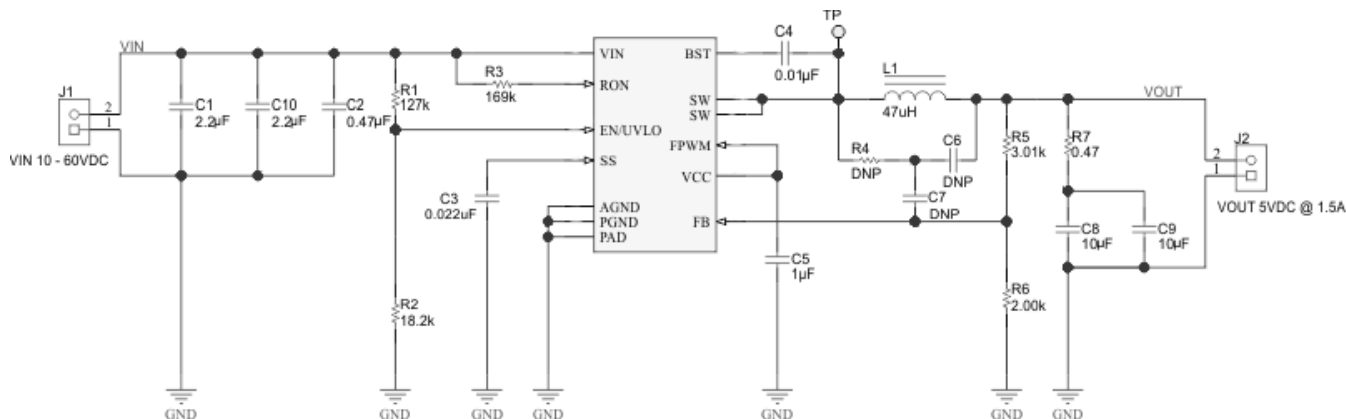 TP
VIN
C4
0.01µF
L1
47uH
VOUT
J1
2
1
VIN 10 - 60VDC
C1
2.2µF
C10
2.2µF
C2
0.47µF
R1
127k
R3
169k
VIN
RON
EN/UVLO
SS
AGND
PGND
PAD
BST
SW
SW
FPWM
VCC
FB
R4
DNP
C6
DNP
C7
DNP
R5
3.01k
R7
0.47
J2
2
1
VOUT 5VDC @ 1.5A
C3
0.022uF
C5
1µF
C8
10µF
C9
10µF
R2
18.2k
R6
2.00k
GND
GND
GND
GND
GND
GND
GND